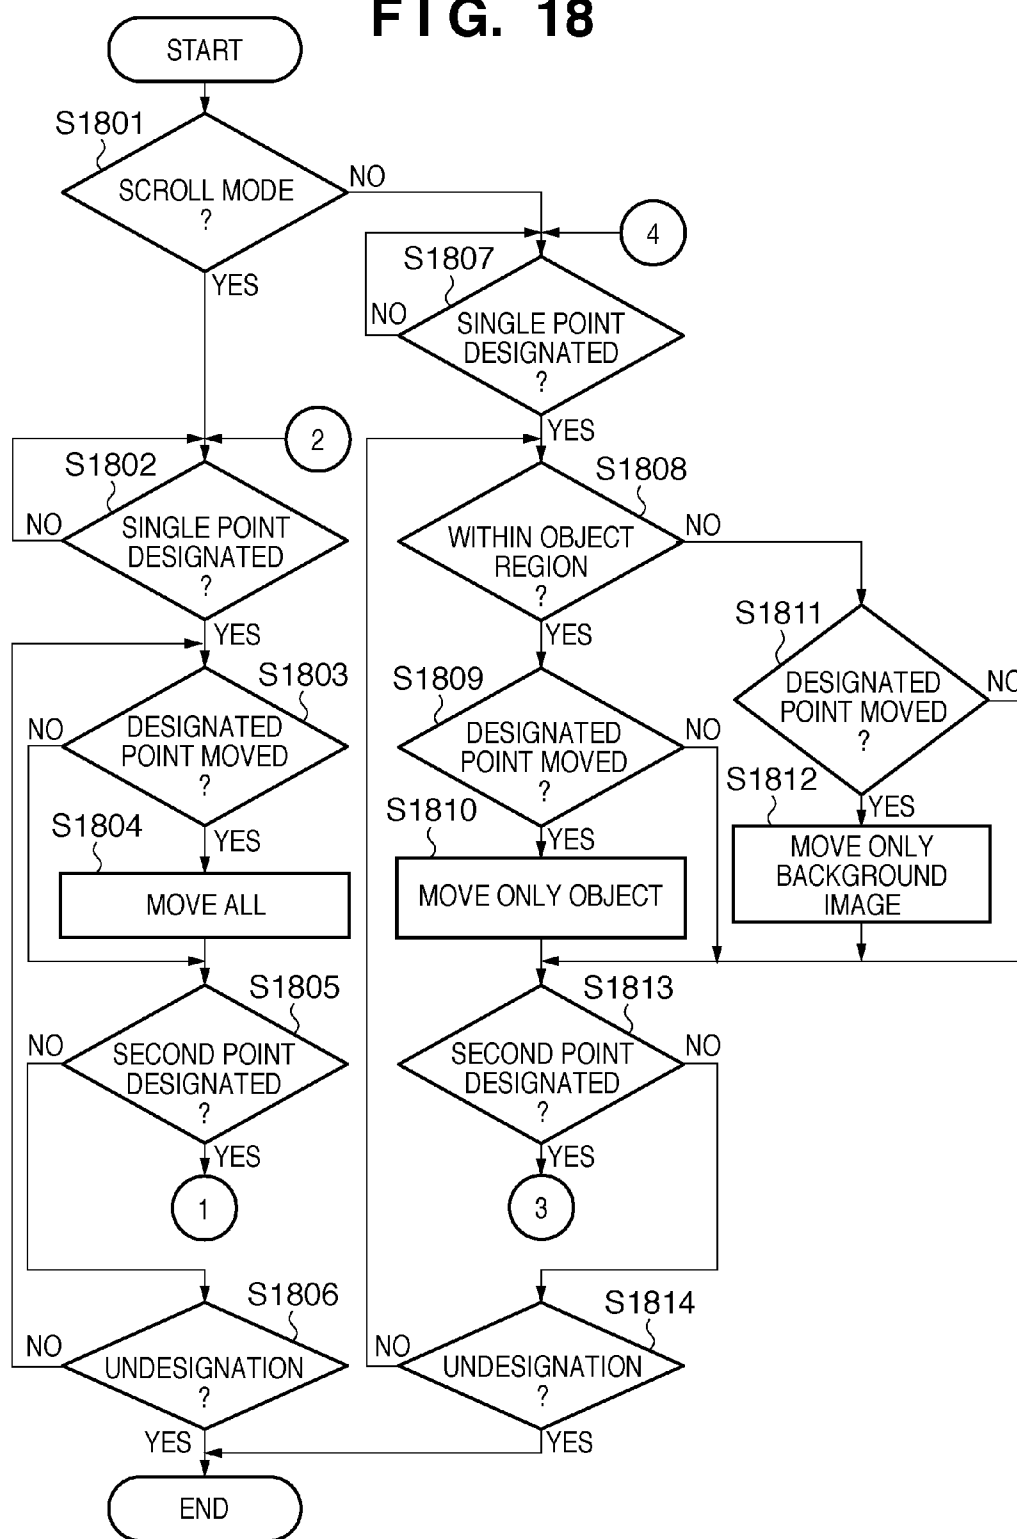 FIG. 18
START
S1801
SCROLL MODE
?
NO
YES
4
S1807
NO
SINGLE POINT
DESIGNATED
?
YES
2
S1802
NO
SINGLE POINT
DESIGNATED
?
YES
S1808
WITHIN OBJECT
REGION
?
NO
YES
S1803
NO
DESIGNATED
POINT MOVED
?
YES
S1809
DESIGNATED
POINT MOVED
?
NO
YES
S1811
DESIGNATED
POINT MOVED
?
NO
YES
S1804
MOVE ALL
S1810
MOVE ONLY OBJECT
S1812
MOVE ONLY
BACKGROUND
IMAGE
S1805
NO
SECOND POINT
DESIGNATED
?
YES
1
S1813
SECOND POINT
DESIGNATED
?
NO
YES
3
S1806
NO
UNDESIGNATION
?
YES
S1814
NO
UNDESIGNATION
?
YES
END